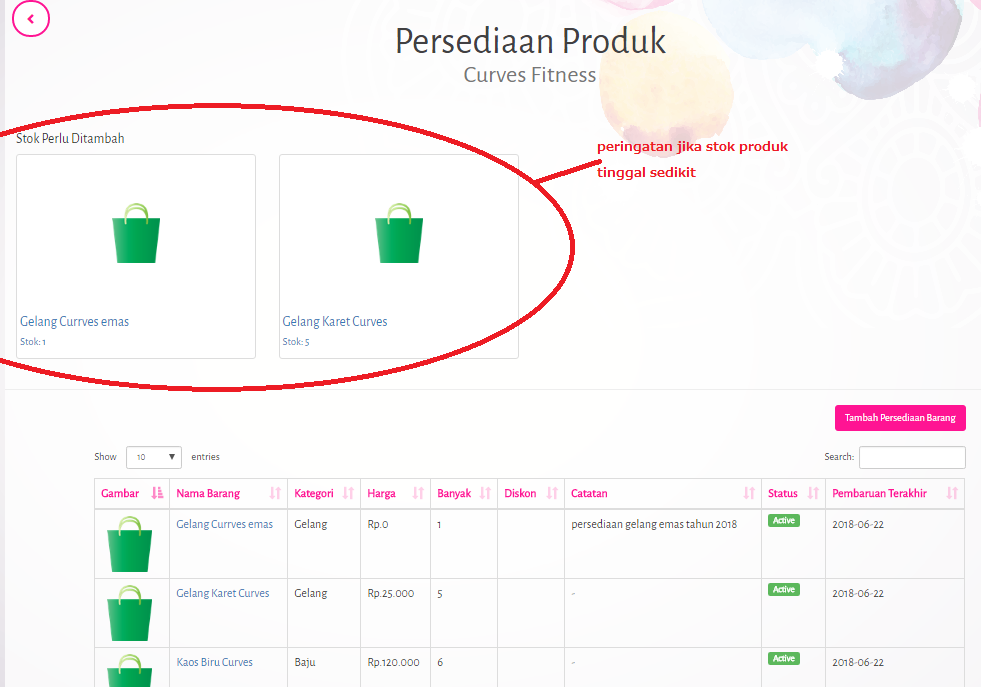 Persediaan Produk
Curves Fitness
Stok Perlu Ditambah
peringatan jika stok produk
tinggal sedikit
Gelang Currves emas
Stok: 1
Gelang Karet Curves
Stok: 5
Tambah Persediaan Barang
Show 10 entries
Search:
Gambar Nama Barang Kategori Harga Banyak Diskon Catatan Status Pembaruan Terakhir
Gelang Currves emas Gelang Rp.0 1 persediaan gelang emas tahun 2018 Active 2018-06-22
Gelang Karet Curves Gelang Rp.25.000 5 - Active 2018-06-22
Kaos Biru Curves Baju Rp.120.000 6 - Active 2018-06-22